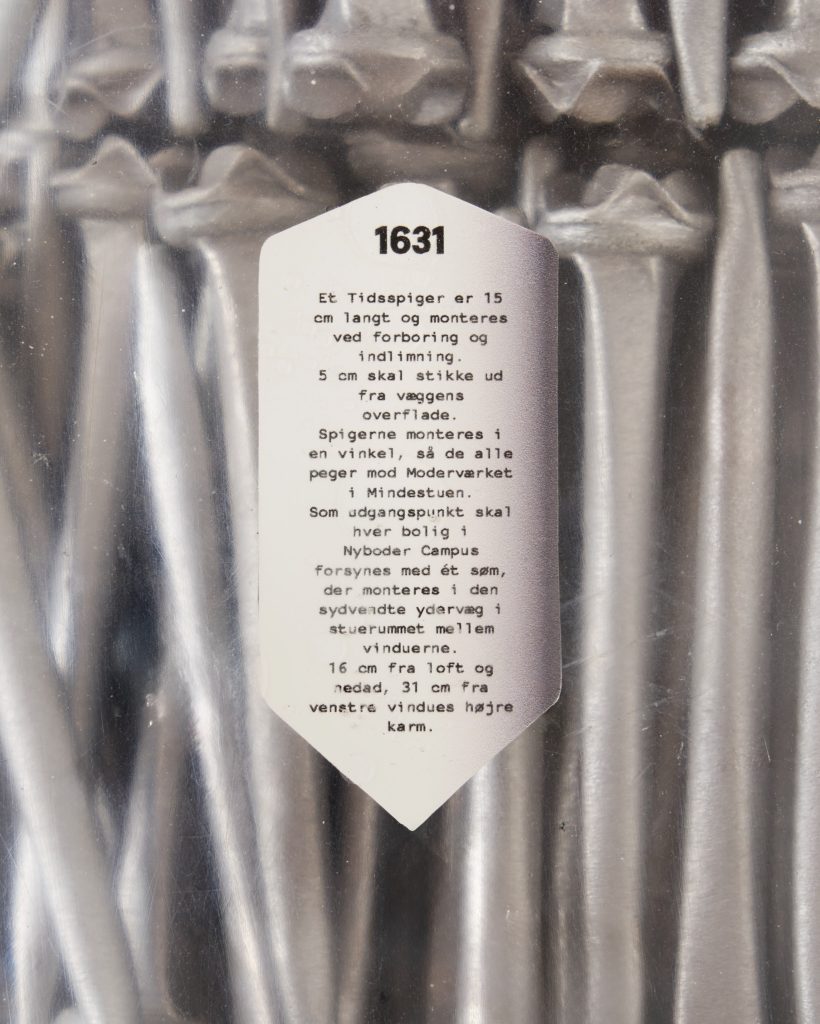 1631
Et Tidsspiger er 15
cm langt og monteres
ved forboring og
indlimning.
5 cm skal stikke ud
fra væggens
overflade.
Spigerne monteres i
en vinkel, så de alle
peger mod Moderværket
i Mindestuen.
Som udgangspunkt skal
hver bolig i
Nyboder Campus
forsynes med ét søm,
der monteres i den
sydvendte ydervæg i
stuerummet mellem
vinduerne.
16 cm fra loft og
nedad, 31 cm fra
venstre vindues højre
karm.